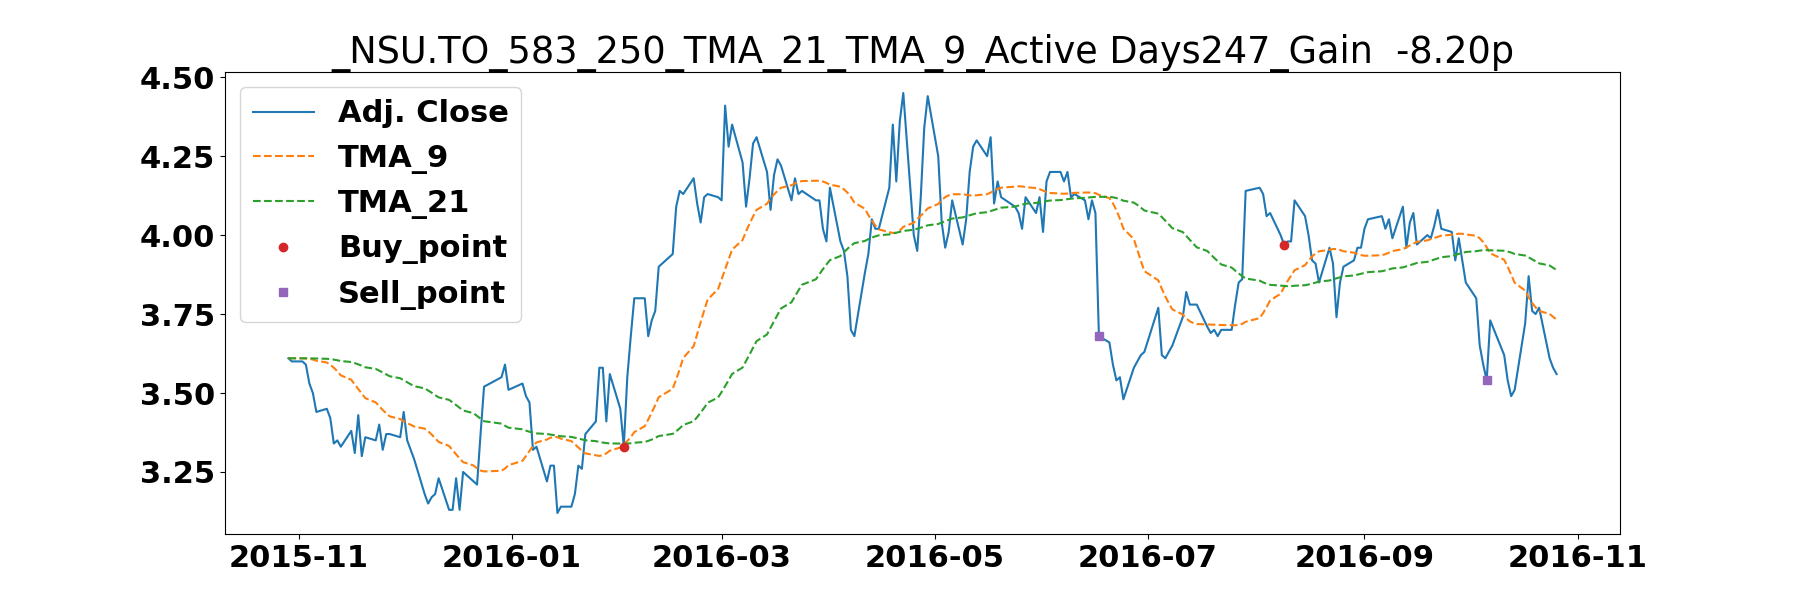 _NSU.TO_583_250_TMA_21_TMA_9_Active Days247_Gain  -8.20p
4.50
4.25
4.00
3.75
3.50
3.25
Adj. Close
TMA_9
TMA_21
Buy_point
Sell_point
2015-11 2016-01 2016-03 2016-05 2016-07 2016-09 2016-11